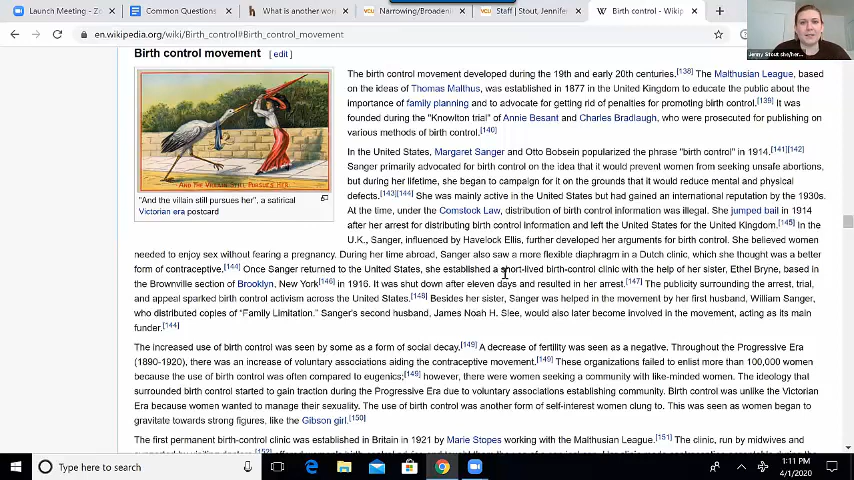 Launch Meeting - Zo
Common Questions
What is another wor
Narrowing/Broadeni
Staff | Stout, Jennifer
Birth control - Wikip
en.wikipedia.org/wiki/Birth_control#Birth_control_movement
Jenny Stout she/her...
Birth control movement [ edit ]
AND THE VILLAIN STILL PURSUES HER.
"And the villain still pursues her", a satirical
Victorian era postcard
The birth control movement developed during the 19th and early 20th centuries.[138] The Malthusian League, based
on the ideas of Thomas Malthus, was established in 1877 in the United Kingdom to educate the public about the
importance of family planning and to advocate for getting rid of penalties for promoting birth control.[139] It was
founded during the "Knowlton trial" of Annie Besant and Charles Bradlaugh, who were prosecuted for publishing on
various methods of birth control.[140]
In the United States, Margaret Sanger and Otto Bobsein popularized the phrase "birth control" in 1914.[141][142]
Sanger primarily advocated for birth control on the idea that it would prevent women from seeking unsafe abortions,
but during her lifetime, she began to campaign for it on the grounds that it would reduce mental and physical
defects.[143][144] She was mainly active in the United States but had gained an international reputation by the 1930s.
At the time, under the Comstock Law, distribution of birth control information was illegal. She jumped bail in 1914
after her arrest for distributing birth control information and left the United States for the United Kingdom.[145] In the
U.K., Sanger, influenced by Havelock Ellis, further developed her arguments for birth control. She believed women
needed to enjoy sex without fearing a pregnancy. During her time abroad, Sanger also saw a more flexible diaphragm in a Dutch clinic, which she thought was a better
form of contraceptive.[144] Once Sanger returned to the United States, she established a short-lived birth-control clinic with the help of her sister, Ethel Bryne, based in
the Brownville section of Brooklyn, New York[146] in 1916. It was shut down after eleven days and resulted in her arrest.[147] The publicity surrounding the arrest, trial,
and appeal sparked birth control activism across the United States.[148] Besides her sister, Sanger was helped in the movement by her first husband, William Sanger,
who distributed copies of “Family Limitation.” Sanger's second husband, James Noah H. Slee, would also later become involved in the movement, acting as its main
funder.[144]
The increased use of birth control was seen by some as a form of social decay.[149] A decrease of fertility was seen as a negative. Throughout the Progressive Era
(1890-1920), there was an increase of voluntary associations aiding the contraceptive movement.[149] These organizations failed to enlist more than 100,000 women
because the use of birth control was often compared to eugenics;[149] however, there were women seeking a community with like-minded women. The ideology that
surrounded birth control started to gain traction during the Progressive Era due to voluntary associations establishing community. Birth control was unlike the Victorian
Era because women wanted to manage their sexuality. The use of birth control was another form of self-interest women clung to. This was seen as women began to
gravitate towards strong figures, like the Gibson girl.[150]
The first permanent birth-control clinic was established in Britain in 1921 by Marie Stopes working with the Malthusian League.[151] The clinic, run by midwives and
Type here to search
1:11 PM
4/1/2020